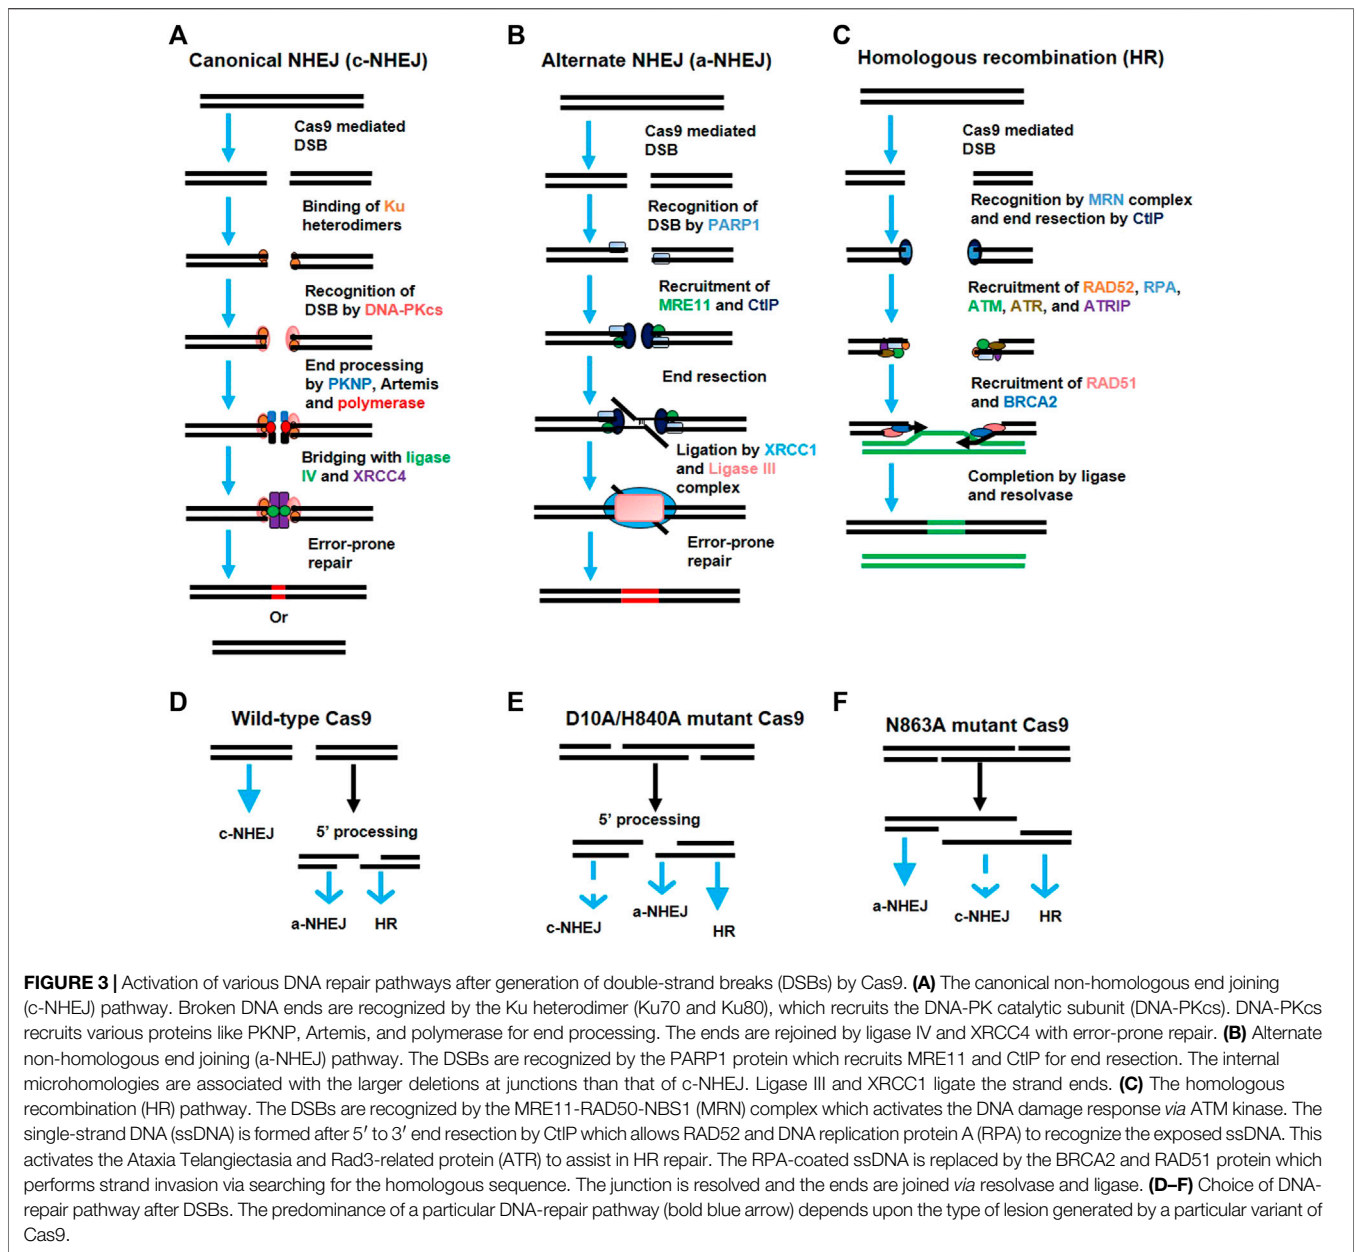 A
Canonical NHEJ (c-NHEJ)
Cas9 mediated
DSB
Binding of Ku
heterodimers
Recognition of
DSB by DNA-PKcs
End processing
by PKNP, Artemis
and polymerase
Bridging with ligase
IV and XRCC4
Error-prone
repair
Or
B
Alternate NHEJ (a-NHEJ)
Cas9 mediated
DSB
Recognition of
DSB by PARP1
Recruitment of
MRE11 and CtIP
End resection
Ligation by XRCC1
and Ligase III
complex
Error-prone
repair
C
Homologous recombination (HR)
Cas9 mediated
DSB
Recognition by MRN complex
and end resection by CtIP
Recruitment of RAD52, RPA,
ATM, ATR, and ATRIP
Recruitment of RAD51
and BRCA2
Completion by ligase
and resolvase
D
Wild-type Cas9
c-NHEJ
5' processing
a-NHEJ
HR
E
D10A/H840A mutant Cas9
5' processing
c-NHEJ
a-NHEJ
HR
F
N863A mutant Cas9
a-NHEJ
c-NHEJ
HR
FIGURE 3 | Activation of various DNA repair pathways after generation of double-strand breaks (DSBs) by Cas9. (A) The canonical non-homologous end joining
(c-NHEJ) pathway. Broken DNA ends are recognized by the Ku heterodimer (Ku70 and Ku80), which recruits the DNA-PK catalytic subunit (DNA-PKcs). DNA-PKcs
recruits various proteins like PKNP, Artemis, and polymerase for end processing. The ends are rejoined by ligase IV and XRCC4 with error-prone repair. (B) Alternate
non-homologous end joining (a-NHEJ) pathway. The DSBs are recognized by the PARP1 protein which recruits MRE11 and CtIP for end resection. The internal
microhomologies are associated with the larger deletions at junctions than that of c-NHEJ. Ligase III and XRCC1 ligate the strand ends. (C) The homologous
recombination (HR) pathway. The DSBs are recognized by the MRE11-RAD50-NBS1 (MRN) complex which activates the DNA damage response via ATM kinase. The
single-strand DNA (ssDNA) is formed after 5′ to 3′ end resection by CtIP which allows RAD52 and DNA replication protein A (RPA) to recognize the exposed ssDNA. This
activates the Ataxia Telangiectasia and Rad3-related protein (ATR) to assist in HR repair. The RPA-coated ssDNA is replaced by the BRCA2 and RAD51 protein which
performs strand invasion via searching for the homologous sequence. The junction is resolved and the ends are joined via resolvase and ligase. (D–F) Choice of DNA-
repair pathway after DSBs. The predominance of a particular DNA-repair pathway (bold blue arrow) depends upon the type of lesion generated by a particular variant of
Cas9.